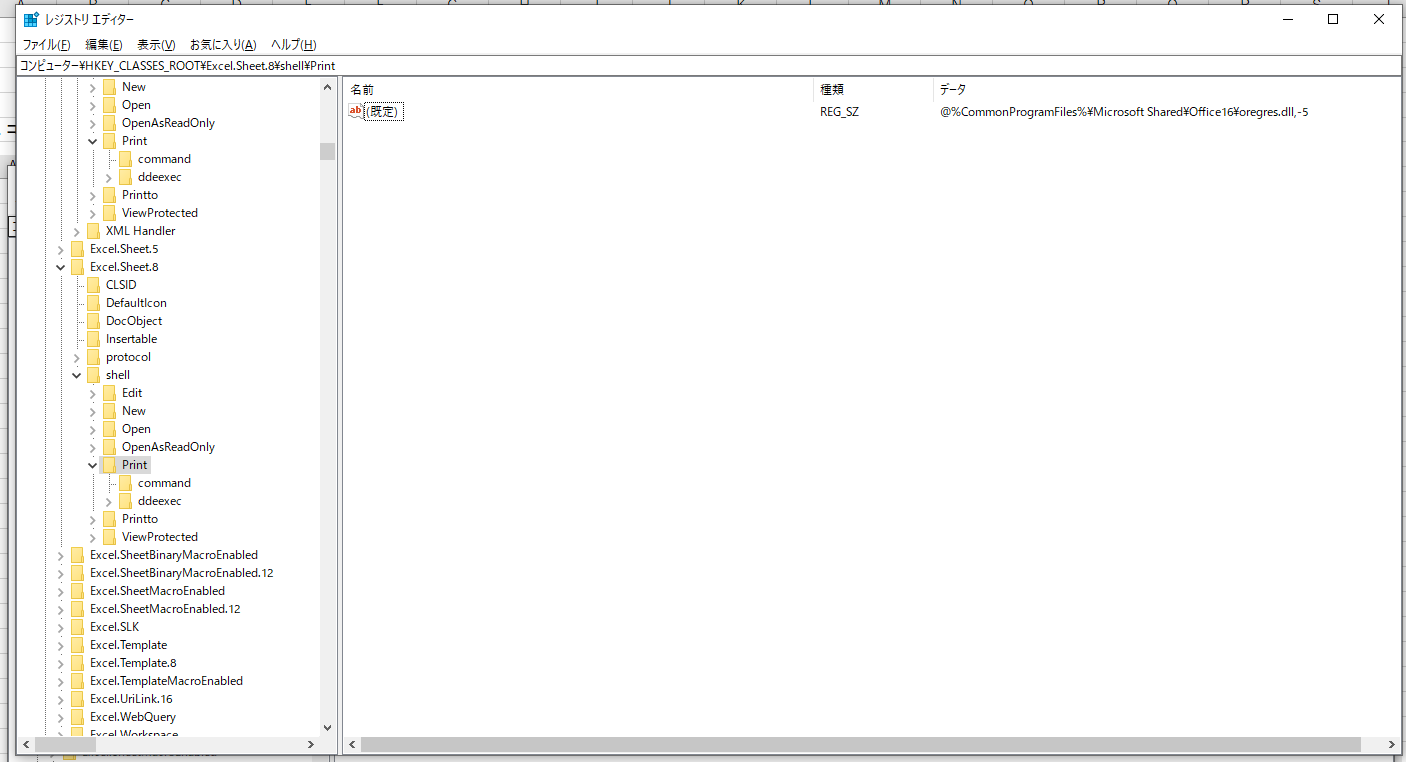 レジストリ エディター
ファイル(F) 編集(E) 表示(V) お気に入り(A) ヘルプ(H)
コンピューター¥HKEY_CLASSES_ROOT¥Excel.Sheet.8¥shell¥Print
New
Open
OpenAsReadOnly
Print
command
ddeexec
Printto
ViewProtected
XML Handler
Excel.Sheet.5
Excel.Sheet.8
CLSID
DefaultIcon
DocObject
Insertable
protocol
shell
Edit
New
Open
OpenAsReadOnly
Print
command
ddeexec
Printto
ViewProtected
Excel.SheetBinaryMacroEnabled
Excel.SheetBinaryMacroEnabled.12
Excel.SheetMacroEnabled
Excel.SheetMacroEnabled.12
Excel.SLK
Excel.Template
Excel.Template.8
Excel.TemplateMacroEnabled
Excel.UriLink.16
Excel.WebQuery
Excel.Workspace
名前 種類 データ
(既定) REG_SZ @%CommonProgramFiles%¥Microsoft Shared¥Office16¥oregres.dll,-5